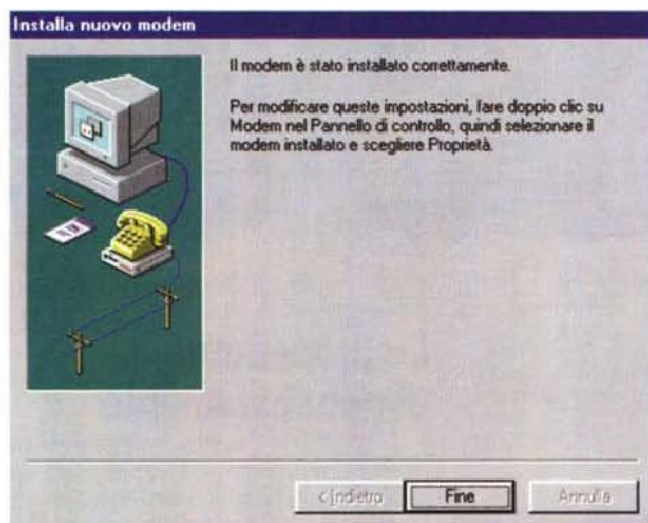 Installa nuovo modem
Il modem è stato installato correttamente.
Per modificare queste impostazioni, fare doppio clic su
Modem nel Pannello di controllo, quindi selezionare il
modem installato e scegliere Proprietà.
< Indietro
Fine
Annulla